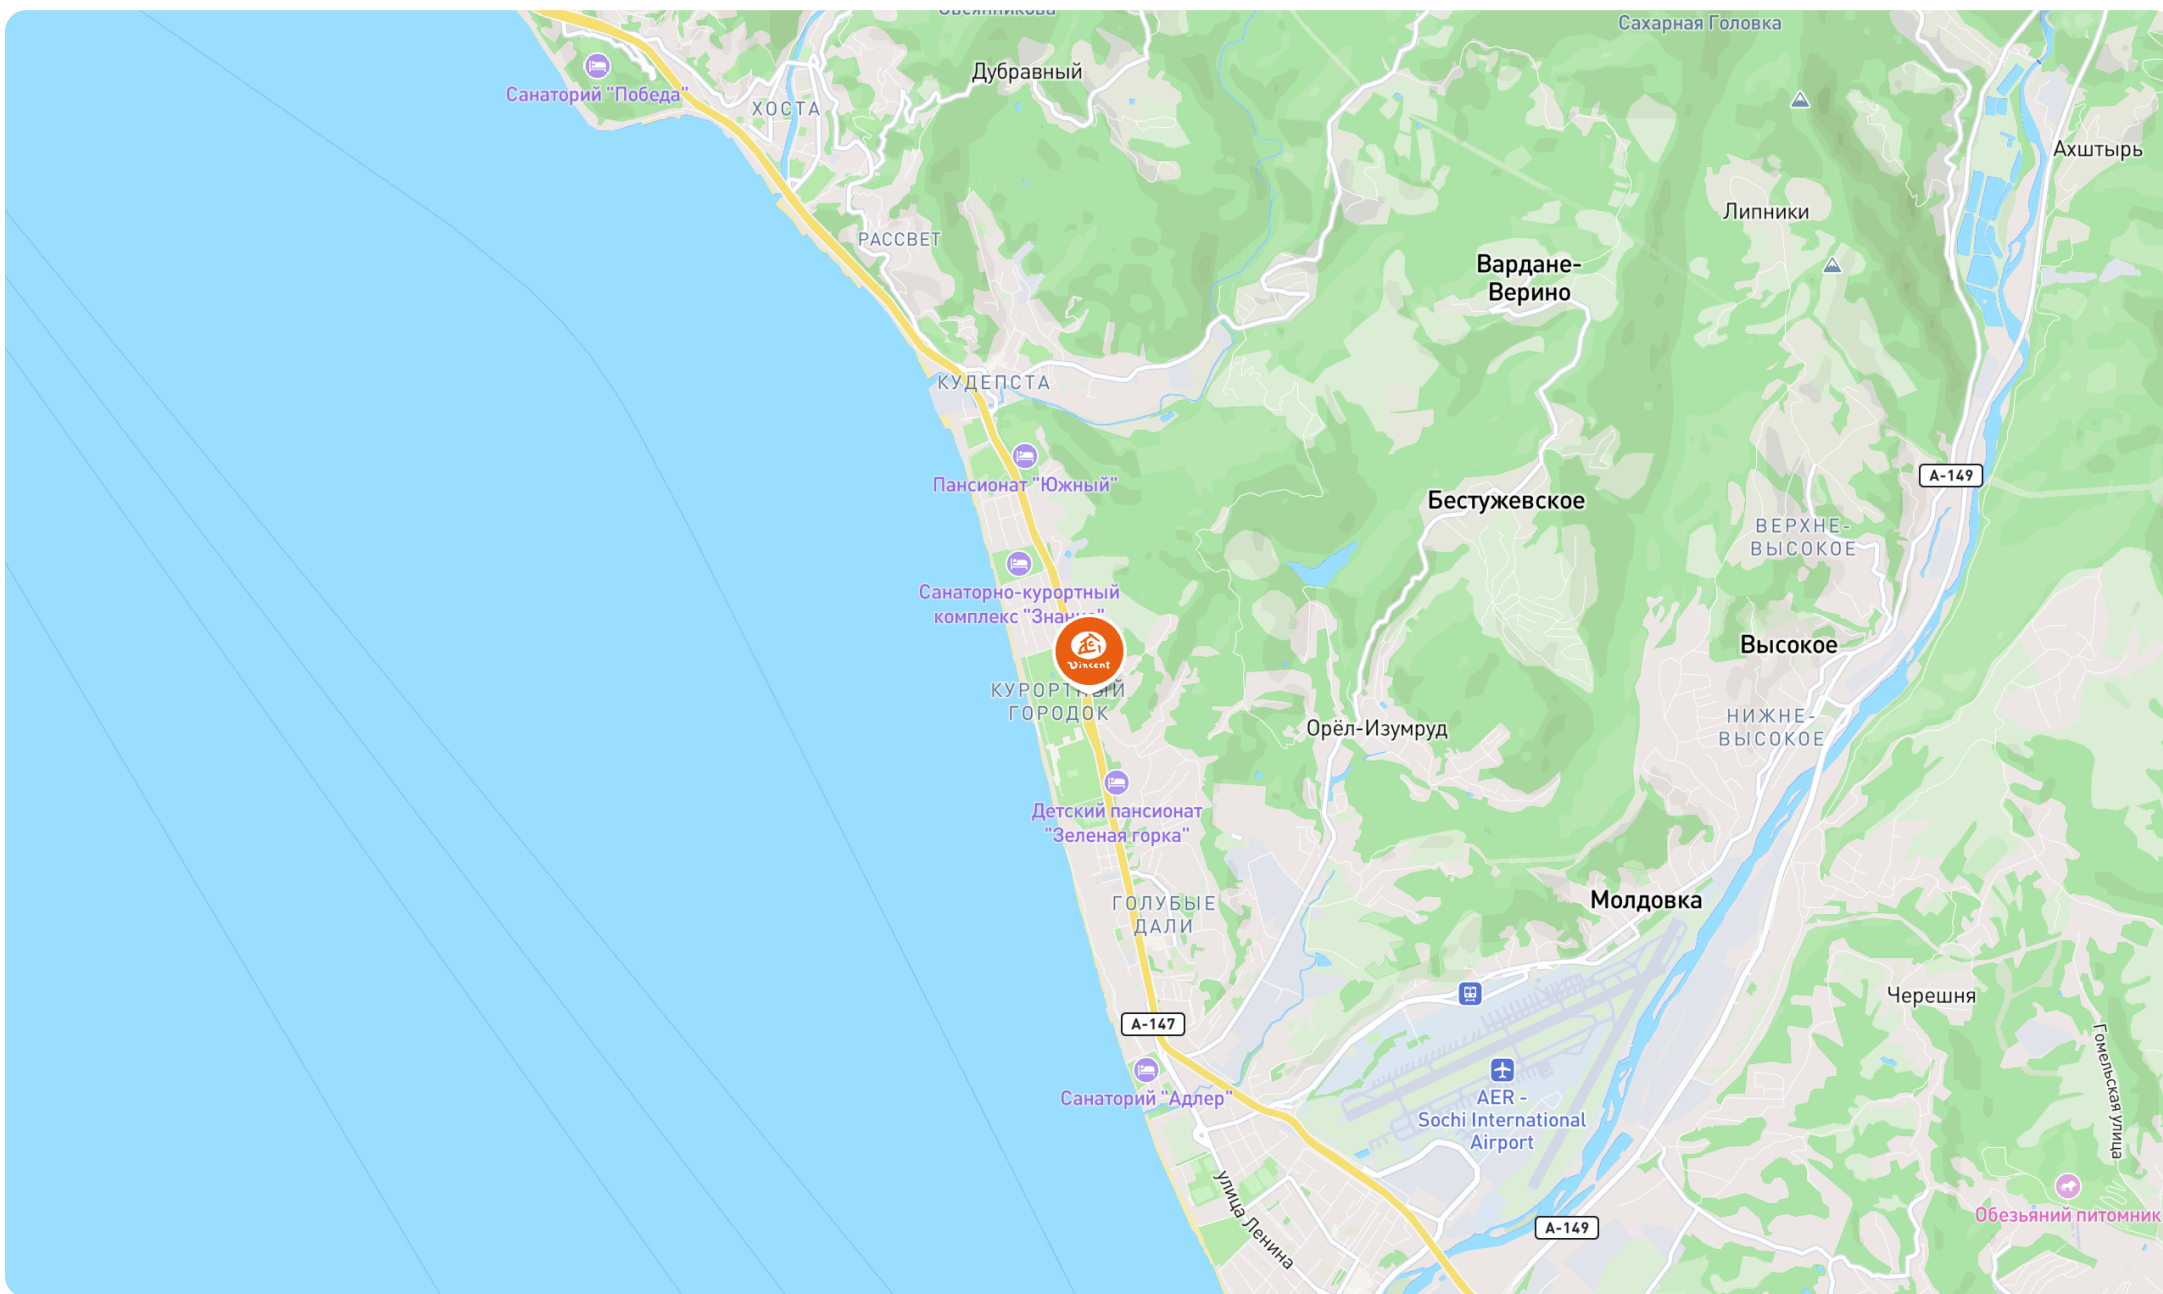 Овсянникова
Сахарная Головка
Дубравный
Санаторий "Победа"
ХОСТА
Ахштырь
Липники
РАССВЕТ
Вардане-
Верино
КУДЕПСТА
А-149
Пансионат "Южный"
Бестужевское
ВЕРХНЕ-
ВЫСОКОЕ
Санаторно-курортный
комплекс "Знание"
Vincent
Высокое
КУРОРТНЫЙ
ГОРОДОК
НИЖНЕ-
ВЫСОКОЕ
Орёл-Изумруд
Детский пансионат
"Зеленая горка"
Молдовка
ГОЛУБЫЕ
ДАЛИ
Черешня
А-147
Гомельская улица
Санаторий "Адлер"
AER -
Sochi International
Airport
улица Ленина
Обезьяний питомник
А-149